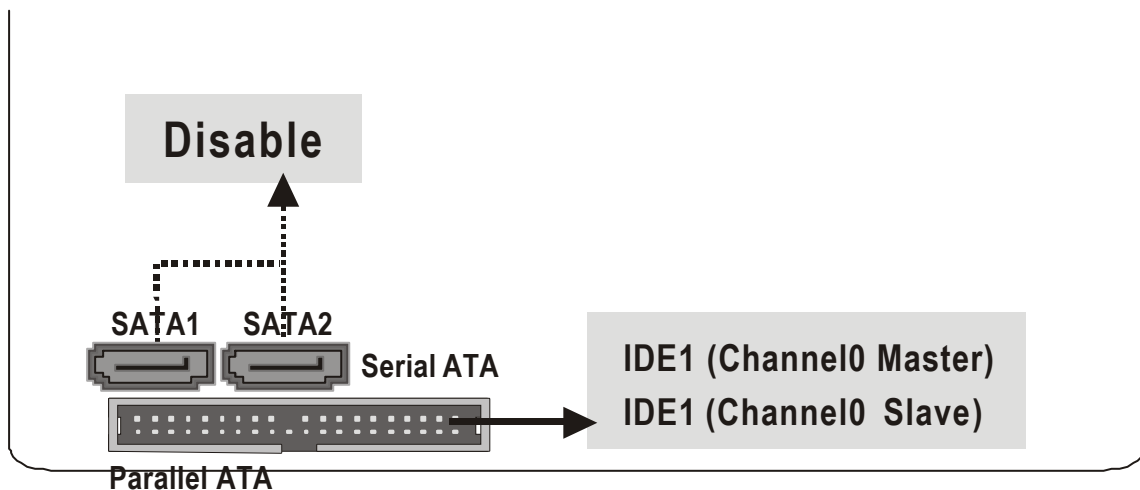 Disable
SATA1 SATA2
Serial ATA
IDE1 (Channel0 Master)
IDE1 (Channel0 Slave)
Parallel ATA